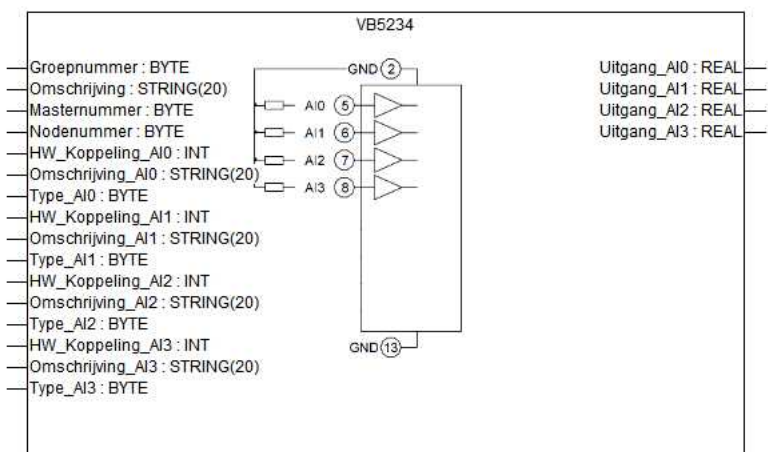 VB5234
Groepnummer : BYTE
Omschrijving : STRING(20)
Masternummer : BYTE
Nodenummer : BYTE
HW_Koppeling_AI0 : INT
Omschrijving_AI0 : STRING(20)
Type_AI0 : BYTE
HW_Koppeling_AI1 : INT
Omschrijving_AI1 : STRING(20)
Type_AI1 : BYTE
HW_Koppeling_AI2 : INT
Omschrijving_AI2 : STRING(20)
Type_AI2 : BYTE
HW_Koppeling_AI3 : INT
Omschrijving_AI3 : STRING(20)
Type_AI3 : BYTE
GND 2
AI0 5
AI1 6
AI2 7
AI3 8
GND 13
Uitgang_AI0 : REAL
Uitgang_AI1 : REAL
Uitgang_AI2 : REAL
Uitgang_AI3 : REAL